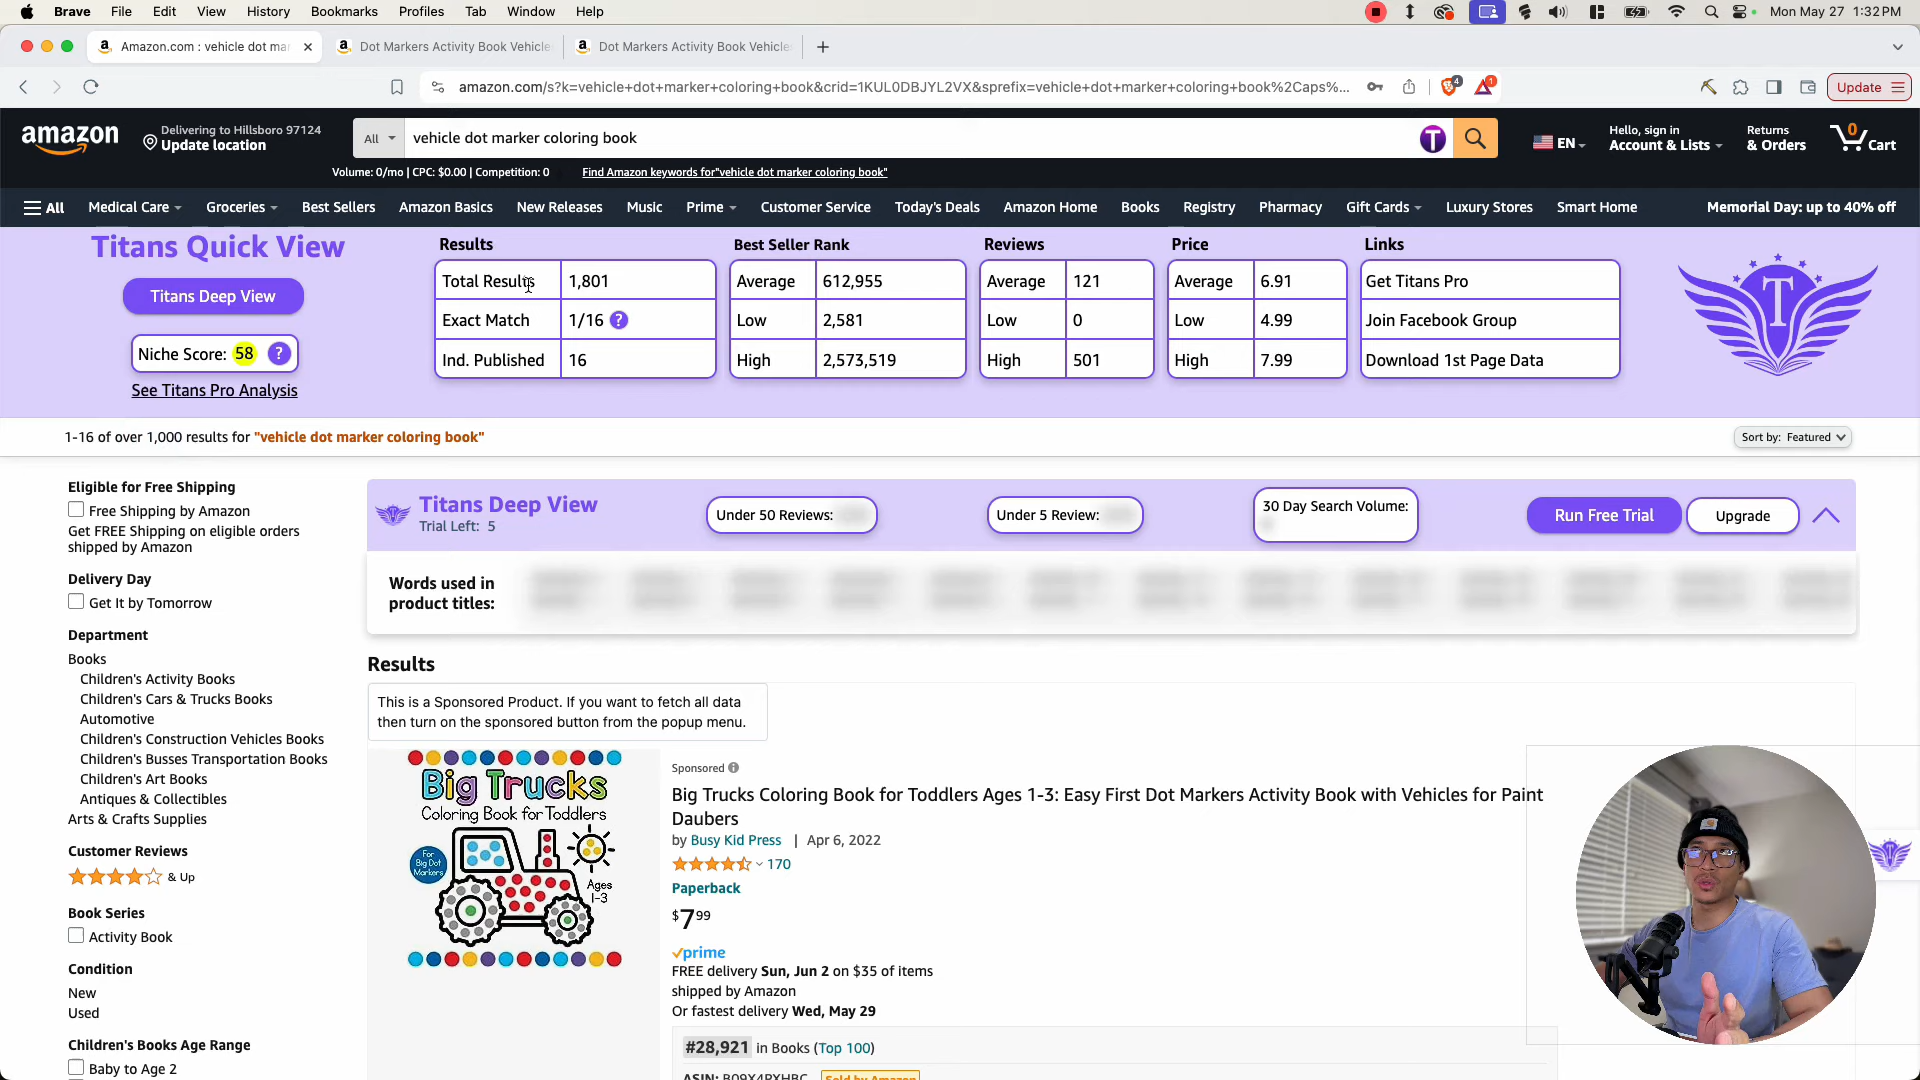 Brave File Edit View History Bookmarks Profiles Tab Window Help
Mon May 27 1:32 PM
Amazon.com : vehicle dot mar
Dot Markers Activity Book Vehicles
Dot Markers Activity Book Vehicles
amazon.com/s?k=vehicle+dot+marker+coloring+book&crid=1KUL0DBJYL2VX&sprefix=vehicle+dot+marker+coloring+book%2Caps%...
4
1
Update
amazon
Delivering to Hillsboro 97124
Update location
All
vehicle dot marker coloring book
T
EN
Hello, sign in
Account & Lists
Returns
& Orders
0
Cart
Volume: 0/mo | CPC: $0.00 | Competition: 0
Find Amazon keywords for"vehicle dot marker coloring book"
All Medical Care Groceries Best Sellers Amazon Basics New Releases Music Prime Customer Service Today's Deals Amazon Home Books Registry Pharmacy Gift Cards Luxury Stores Smart Home
Memorial Day: up to 40% off
Titans Quick View
Titans Deep View
Niche Score: 58 ?
See Titans Pro Analysis
Results
Total Results 1,801
Exact Match 1/16 ?
Ind. Published 16
Best Seller Rank
Average 612,955
Low 2,581
High 2,573,519
Reviews
Average 121
Low 0
High 501
Price
Average 6.91
Low 4.99
High 7.99
Links
Get Titans Pro
Join Facebook Group
Download 1st Page Data
T
1-16 of over 1,000 results for "vehicle dot marker coloring book"
Sort by: Featured
Eligible for Free Shipping
Free Shipping by Amazon
Get FREE Shipping on eligible orders
shipped by Amazon
Delivery Day
Get It by Tomorrow
Department
Books
Children's Activity Books
Children's Cars & Trucks Books
Automotive
Children's Construction Vehicles Books
Children's Busses Transportation Books
Children's Art Books
Antiques & Collectibles
Arts & Crafts Supplies
Customer Reviews
& Up
Book Series
Activity Book
Condition
New
Used
Children's Books Age Range
Baby to Age 2
Titans Deep View
Trial Left: 5
Under 50 Reviews:
Under 5 Review:
30 Day Search Volume:
Run Free Trial
Upgrade
Words used in
product titles:
Results
This is a Sponsored Product. If you want to fetch all data
then turn on the sponsored button from the popup menu.
Big Trucks
Coloring Book for Toddlers
For
Big Dot
Markers
Ages
1-3
Sponsored
Big Trucks Coloring Book for Toddlers Ages 1-3: Easy First Dot Markers Activity Book with Vehicles for Paint
Daubers
by Busy Kid Press | Apr 6, 2022
170
Paperback
$7 99
prime
FREE delivery Sun, Jun 2 on $35 of items
shipped by Amazon
Or fastest delivery Wed, May 29
#28,921 in Books (Top 100)
ASIN: B09X4PXHBC Sold by Amazon